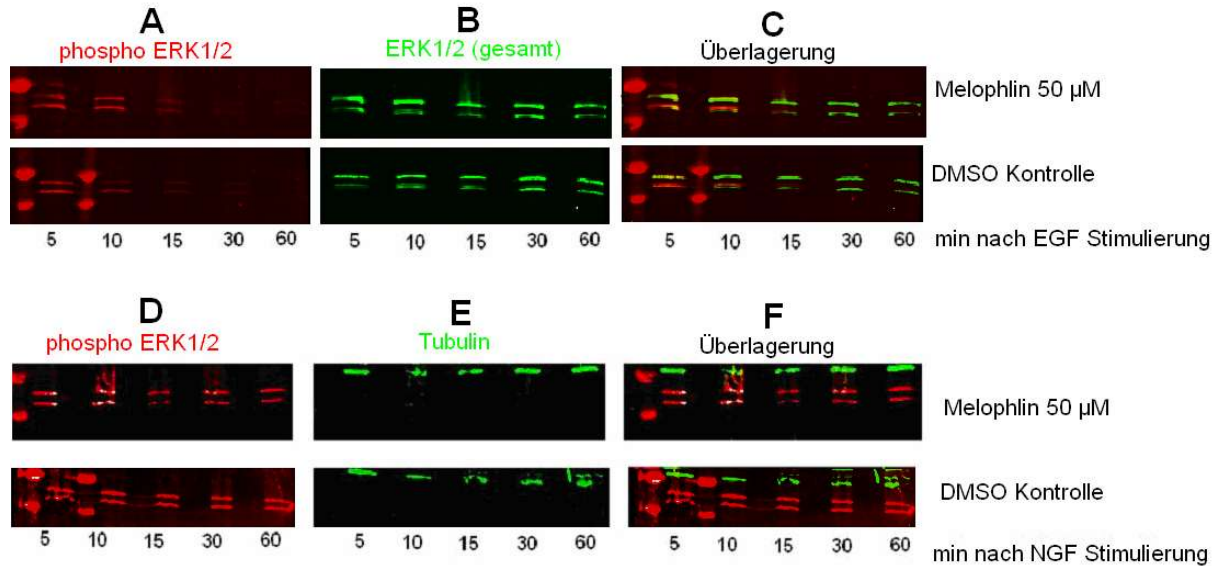 A B C
phospho ERK1/2 ERK1/2 (gesamt) Überlagerung
Melophlin 50 µM
DMSO Kontrolle
5 10 15 30 60 5 10 15 30 60 5 10 15 30 60 min nach EGF Stimulierung
D E F
phospho ERK1/2 Tubulin Überlagerung
Melophlin 50 µM
DMSO Kontrolle
5 10 15 30 60 5 10 15 30 60 5 10 15 30 60 min nach NGF Stimulierung